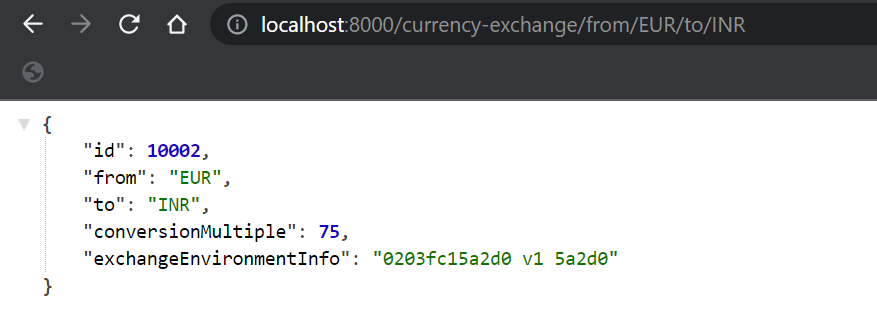 localhost:8000/currency-exchange/from/EUR/to/INR
{
"id": 10002,
"from": "EUR",
"to": "INR",
"conversionMultiple": 75,
"exchangeEnvironmentInfo": "0203fc15a2d0 v1 5a2d0"
}